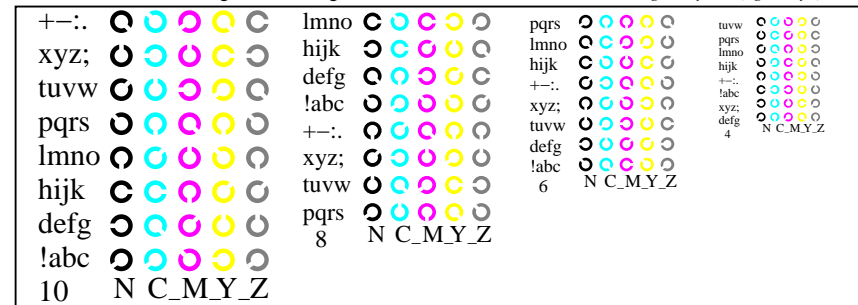 +−:.
xyz;
tuvw
pqrs
lmno
hijk
defg
!abc
10 N C_M_Y_Z
lmno
hijk
defg
!abc
+−:.
xyz;
tuvw
pqrs
8 N C_M_Y_Z
pqrs
lmno
hijk
+−:.
xyz;
tuvw
defg
!abc
6 N C_M_Y_Z
tuvw
pqrs
lmno
hijk
+−:.
!abc
xyz;
defg
4 N C_M_Y_Z